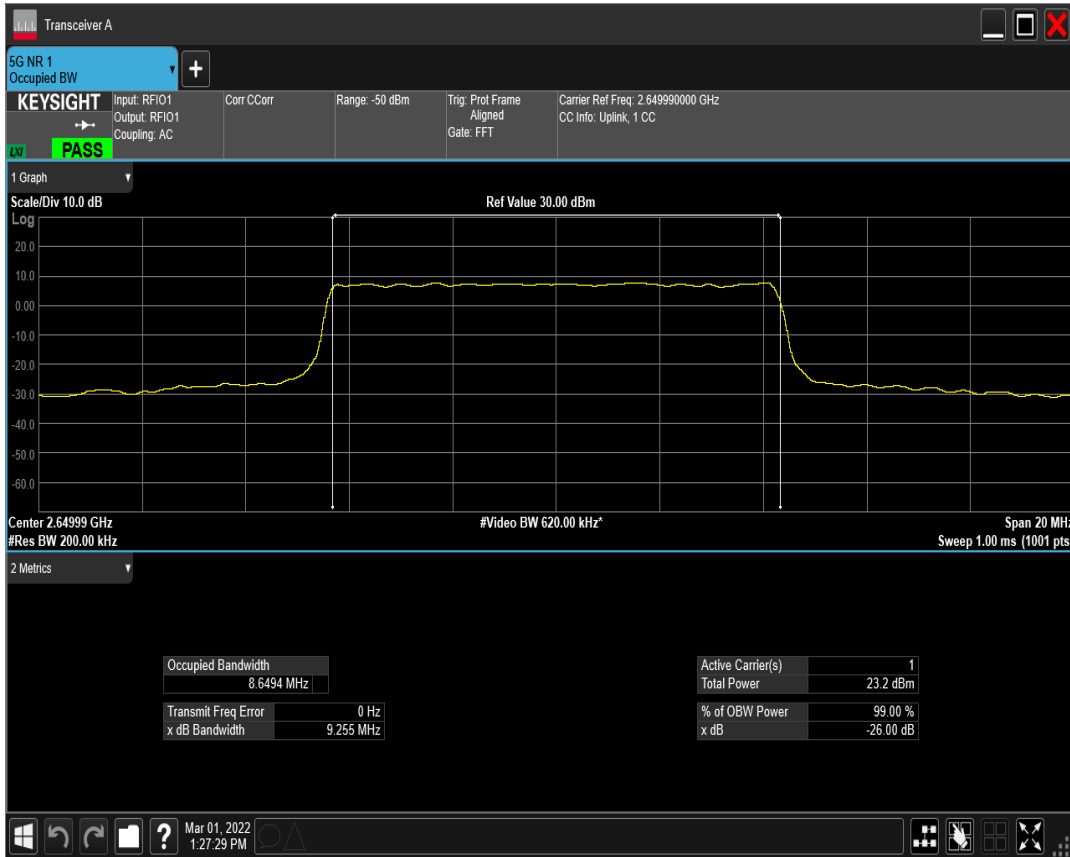 Transceiver A
5G NR 1
Occupied BW
+
KEYSIGHT
LXI
PASS
Input: RFIO1
Output: RFIO1
Coupling: AC
Corr CCorr
Range: -50 dBm
Trig: Prot Frame
Aligned
Gate: FFT
Carrier Ref Freq: 2.649990000 GHz
CC Info: Uplink, 1 CC
1 Graph
Scale/Div 10.0 dB
Ref Value 30.00 dBm
Log
20.0
10.0
0.00
-10.0
-20.0
-30.0
-40.0
-50.0
-60.0
Center 2.64999 GHz
#Video BW 620.00 kHz*
Span 20 MHz
#Res BW 200.00 kHz
Sweep 1.00 ms (1001 pts
2 Metrics
Occupied Bandwidth
8.6494 MHz
Transmit Freq Error 0 Hz
x dB Bandwidth 9.255 MHz
Active Carrier(s) 1
Total Power 23.2 dBm
% of OBW Power 99.00 %
x dB -26.00 dB
?
Mar 01, 2022
1:27:29 PM